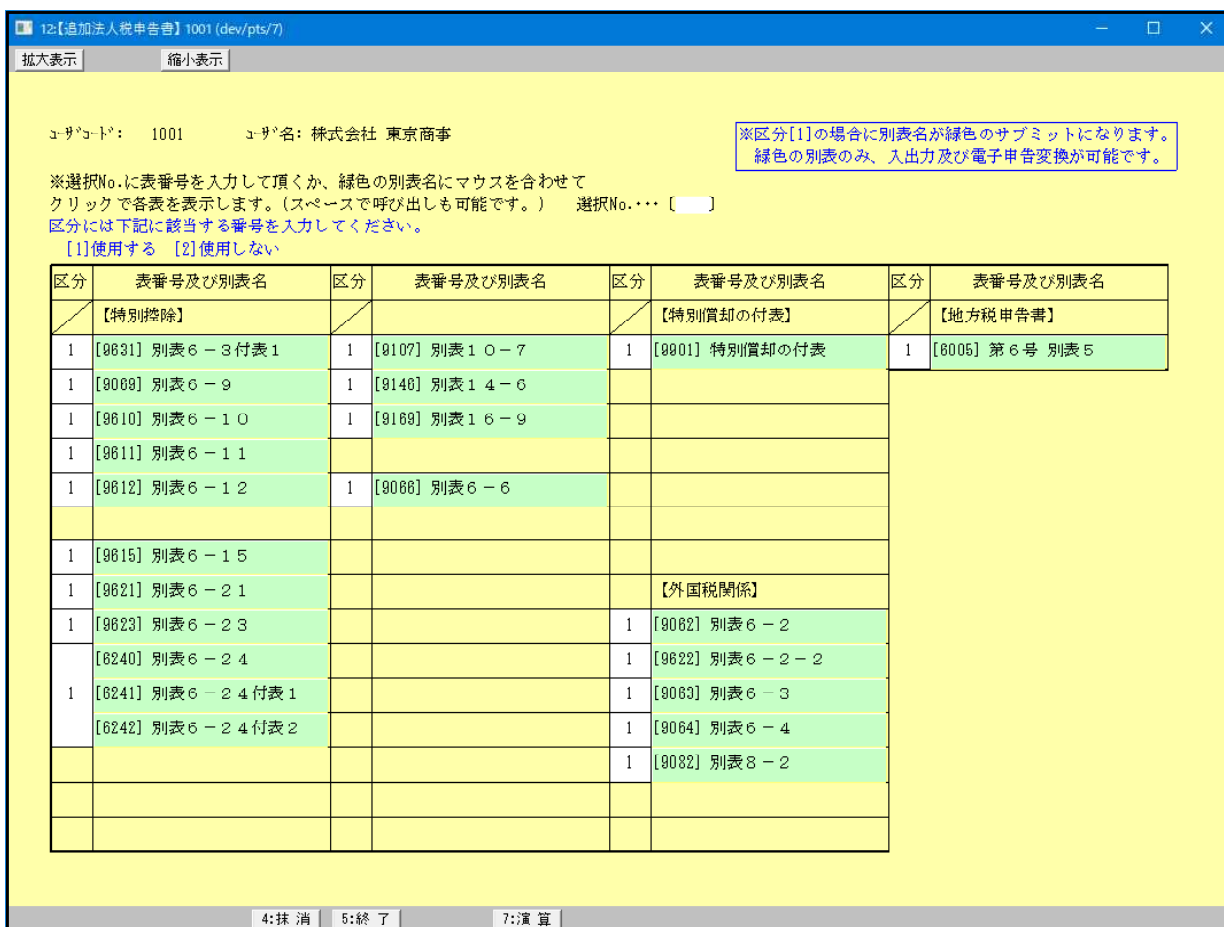 12:【追加法人税申告書】1001 (dev/pts/7)
拡大表示 縮小表示
ﾕｰｻﾞｺｰﾄﾞ: 1001 ﾕｰｻﾞ名: 株式会社 東京商事
※区分[1]の場合に別表名が緑色のサブミットになります。
緑色の別表のみ、入出力及び電子申告変換が可能です。
※選択No.に表番号を入力して頂くか、緑色の別表名にマウスを合わせて
クリックで各表を表示します。(スペースで呼び出しも可能です。) 選択No.・・・ [ ]
区分には下記に該当する番号を入力してください。
[1]使用する [2]使用しない
区分 表番号及び別表名 区分 表番号及び別表名 区分 表番号及び別表名 区分 表番号及び別表名
【特別控除】 【特別償却の付表】 【地方税申告書】
1 [9631] 別表6－3付表1 1 [9107] 別表10－7 1 [9901] 特別償却の付表 1 [6005] 第6号 別表5
1 [9069] 別表6－9 1 [9146] 別表14－6
1 [9610] 別表6－10 1 [9169] 別表16－9
1 [9611] 別表6－11
1 [9612] 別表6－12 1 [9066] 別表6－6
1 [9615] 別表6－15
1 [9621] 別表6－21 【外国税関係】
1 [9623] 別表6－23 1 [9062] 別表6－2
[6240] 別表6－24 1 [9622] 別表6－2－2
1 [6241] 別表6－24付表1 1 [9063] 別表6－3
[6242] 別表6－24付表2 1 [9064] 別表6－4
1 [9082] 別表8－2
4:抹 消 5:終 了 7:演 算